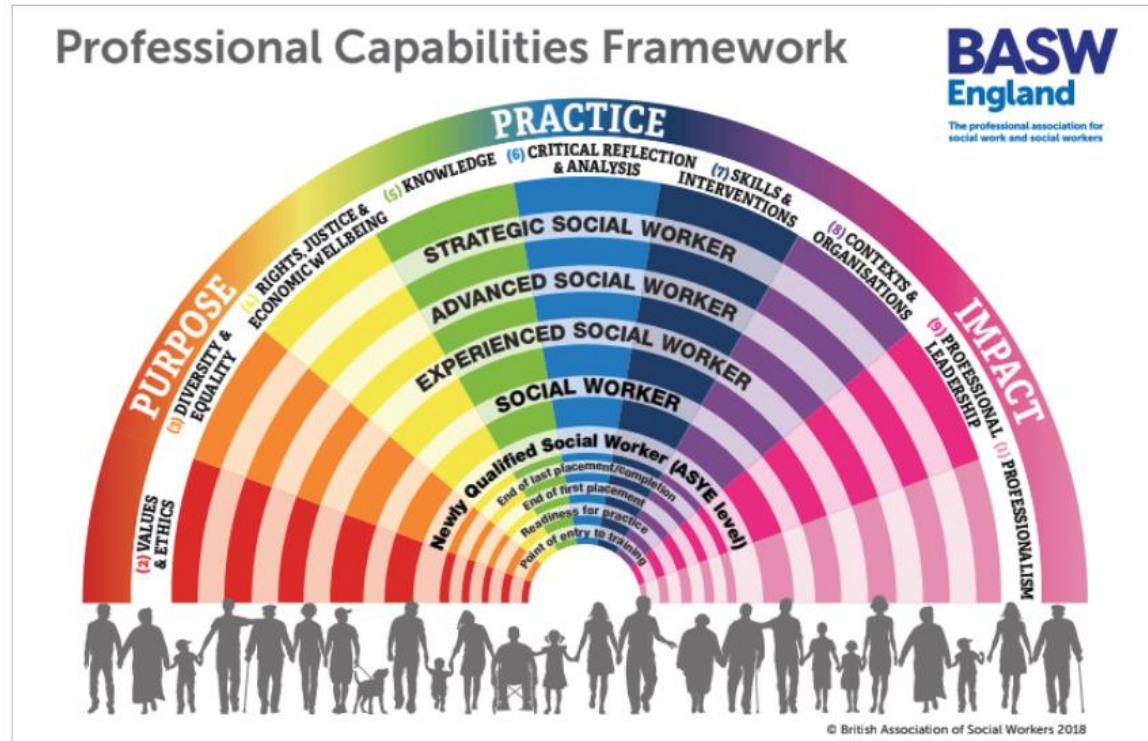 Professional Capabilities Framework
BASW
England
The professional association for
social work and social workers
PURPOSE
PRACTICE
IMPACT
(2) VALUES
& ETHICS
(3) DIVERSITY &
EQUALITY
(4) RIGHTS, JUSTICE &
ECONOMIC WELLBEING
(5) KNOWLEDGE
(6) CRITICAL REFLECTION
& ANALYSIS
(7) SKILLS &
INTERVENTIONS
(8) CONTEXTS &
ORGANISATIONS
(9) PROFESSIONAL
LEADERSHIP
(1) PROFESSIONALISM
STRATEGIC SOCIAL WORKER
ADVANCED SOCIAL WORKER
EXPERIENCED SOCIAL WORKER
SOCIAL WORKER
Newly Qualified Social Worker (ASYE level)
End of last placement/completion
End of first placement
Readiness for practice
Point of entry to training
© British Association of Social Workers 2018